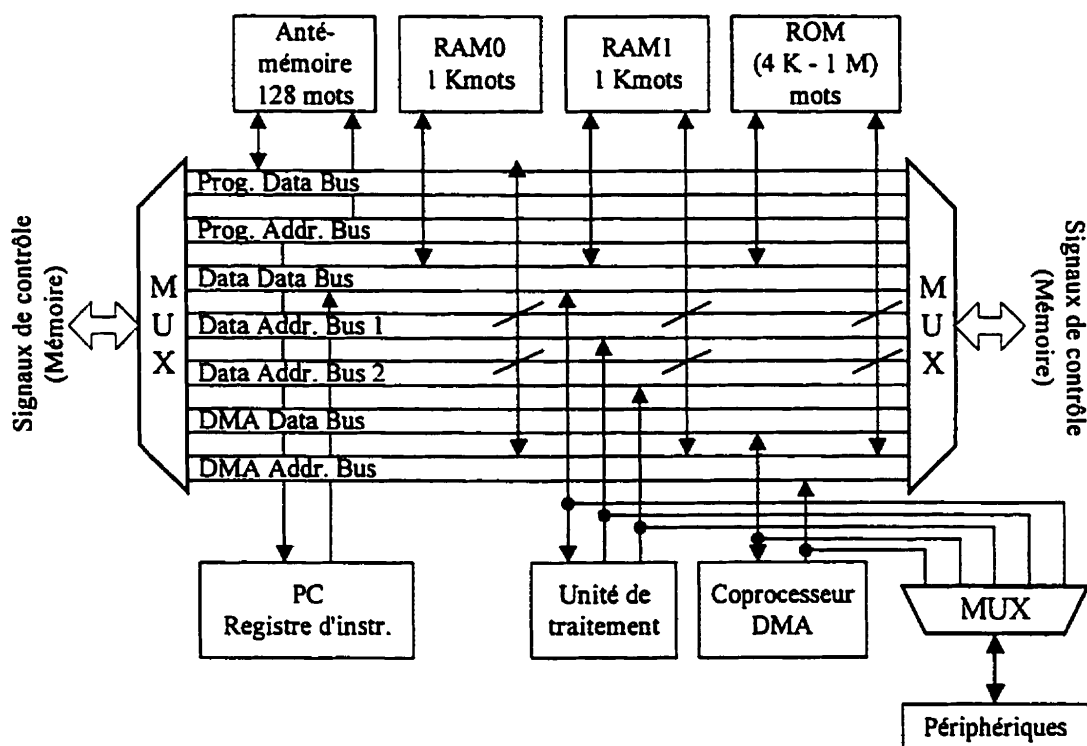 Anté-
mémoire
128 mots
RAM0
1 Kmots
RAM1
1 Kmots
ROM
(4 K - 1 M)
mots
Prog. Data Bus
Prog. Addr. Bus
Data Data Bus
Data Addr. Bus 1
Data Addr. Bus 2
DMA Data Bus
DMA Addr. Bus
M
U
X
M
U
X
Signaux de contrôle
(Mémoire)
Signaux de contrôle
(Mémoire)
PC
Registre d'instr.
Unité de
traitement
Coprocesseur
DMA
MUX
Périphériques